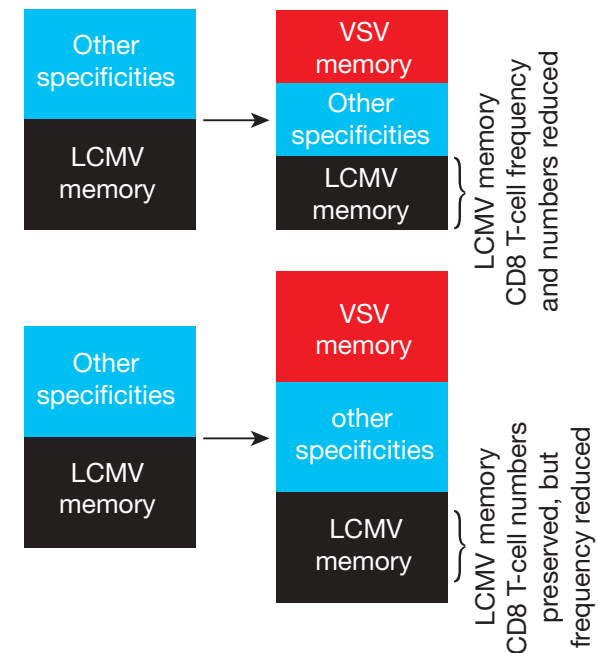 Other
specificities
LCMV
memory
VSV
memory
Other
specificities
LCMV
memory
LCMV memory
CD8 T-cell frequency
and numbers reduced
Other
specificities
LCMV
memory
VSV
memory
other
specificities
LCMV
memory
LCMV memory
CD8 T-cell numbers
preserved, but
frequency reduced